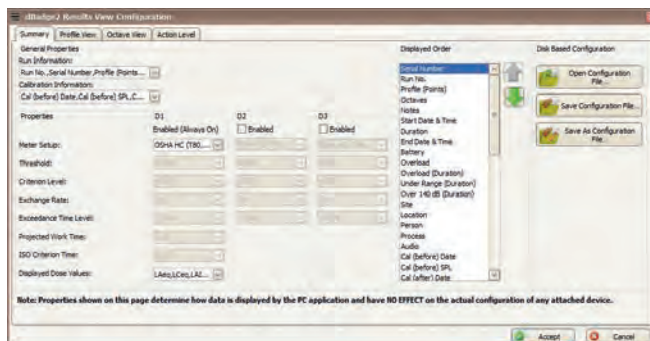 dBadge2 Results View Configuration
Summary Profile View Octave View Action Level
General Properties
Run Information:
Run No.,Serial Number,Profile (Points...
Calibration Information:
Cal (before) Date,Cal (before) SPL,C...
Properties D1 D2 D3
Enabled (Always On) Enabled Enabled
Meter Setup: OSHA HC (T80,...
Threshold:
Criterion Level:
Exchange Rate:
Exceedance Time Level:
Projected Work Time:
ISO Criterion Time:
Displayed Dose Values: LAeq,LCeq,LAI...
Displayed Order
Serial Number
Run No.
Profile (Points)
Octaves
Notes
Start Date & Time
Duration
End Date & Time
Battery
Overload
Overload (Duration)
Under Range (Duration)
Over 140 dB (Duration)
Site
Location
Person
Process
Audio
Cal (before) Date
Cal (before) SPL
Cal (after) Date
Disk Based Configuration
Open Configuration
File...
Save Configuration File...
Save As Configuration
File...
Note: Properties shown on this page determine how data is displayed by the PC application and have NO EFFECT on the actual configuration of any attached device.
Accept Cancel